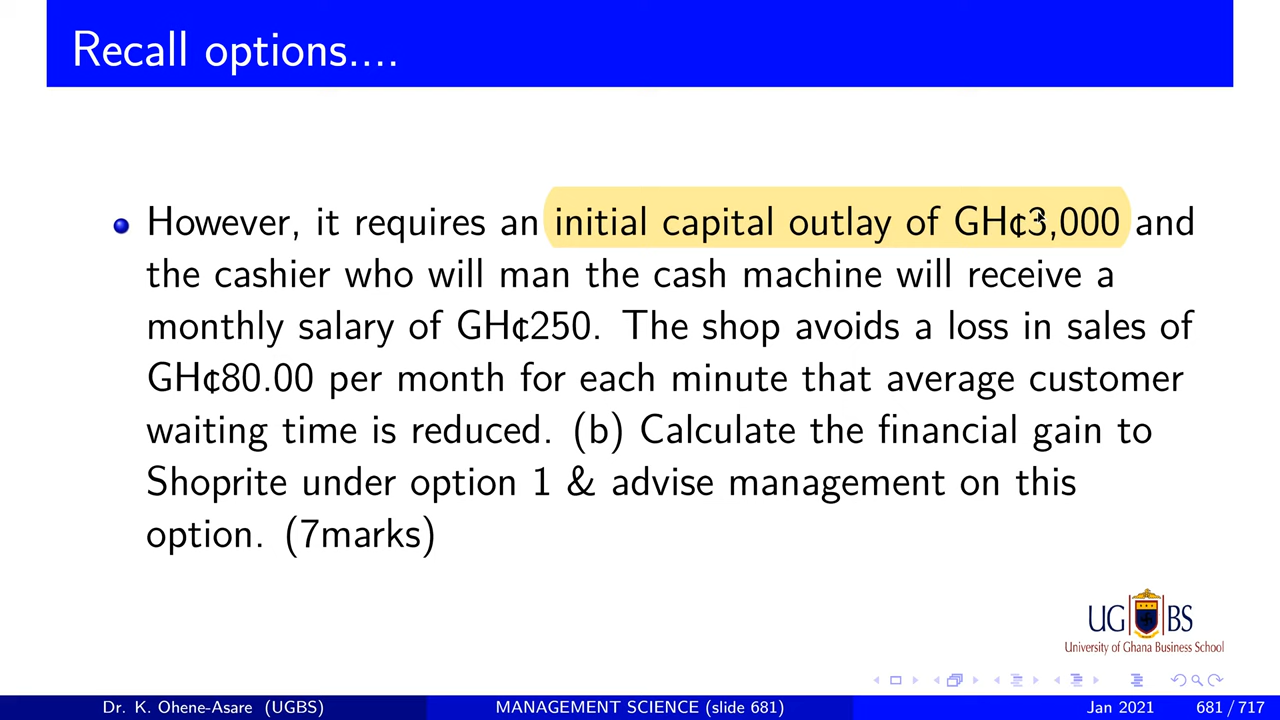 Recall options....
However, it requires an initial capital outlay of GH¢3,000 and
the cashier who will man the cash machine will receive a
monthly salary of GH¢250. The shop avoids a loss in sales of
GH¢80.00 per month for each minute that average customer
waiting time is reduced. (b) Calculate the financial gain to
Shoprite under option 1 & advise management on this
option. (7marks)
UGBS
University of Ghana Business School
Dr. K. Ohene-Asare (UGBS) MANAGEMENT SCIENCE (slide 681) Jan 2021 681 / 717